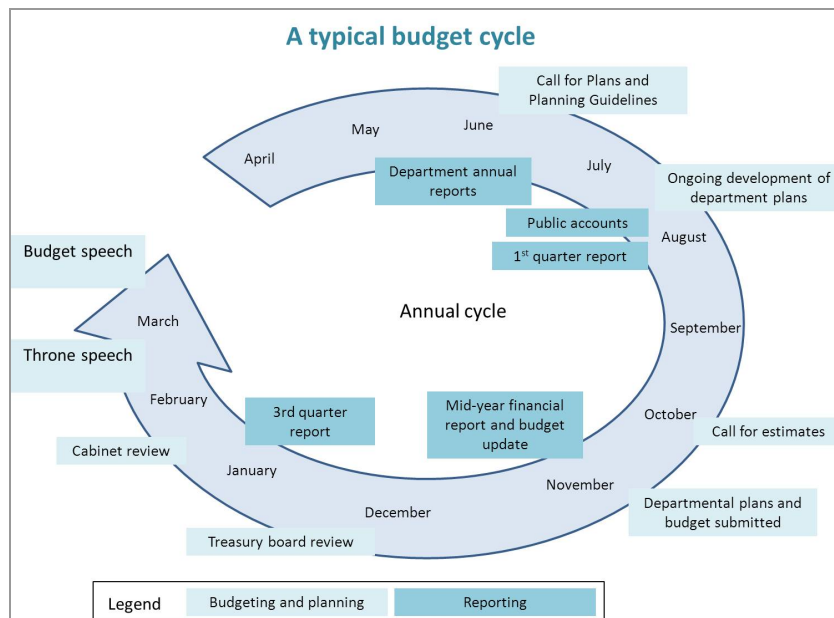 A typical budget cycle
Call for Plans and
Planning Guidelines
May
June
April
July
Department annual
reports
Ongoing development of
department plans
Public accounts
August
1st quarter report
Budget speech
Annual cycle
March
September
Throne speech
February
3rd quarter
report
Mid-year financial
report and budget
update
October
Call for estimates
Cabinet review
January
November
December
Departmental plans and
budget submitted
Treasury board review
Legend
Budgeting and planning
Reporting